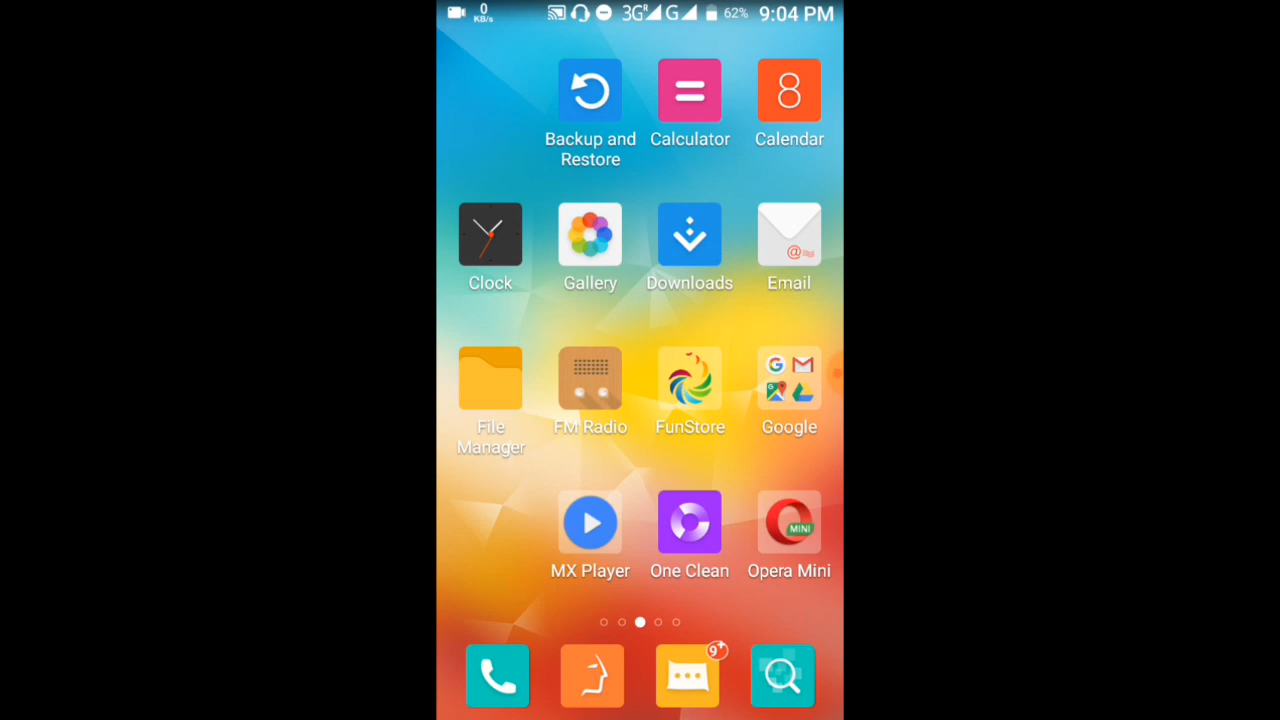 0
KB/s
3G R G 62% 9:04 PM
8
Backup and Restore
Calculator
Calendar
@
Clock
Gallery
Downloads
Email
G
G
File Manager
FM Radio
FunStore
Google
MINI
MX Player
One Clean
Opera Mini
9+